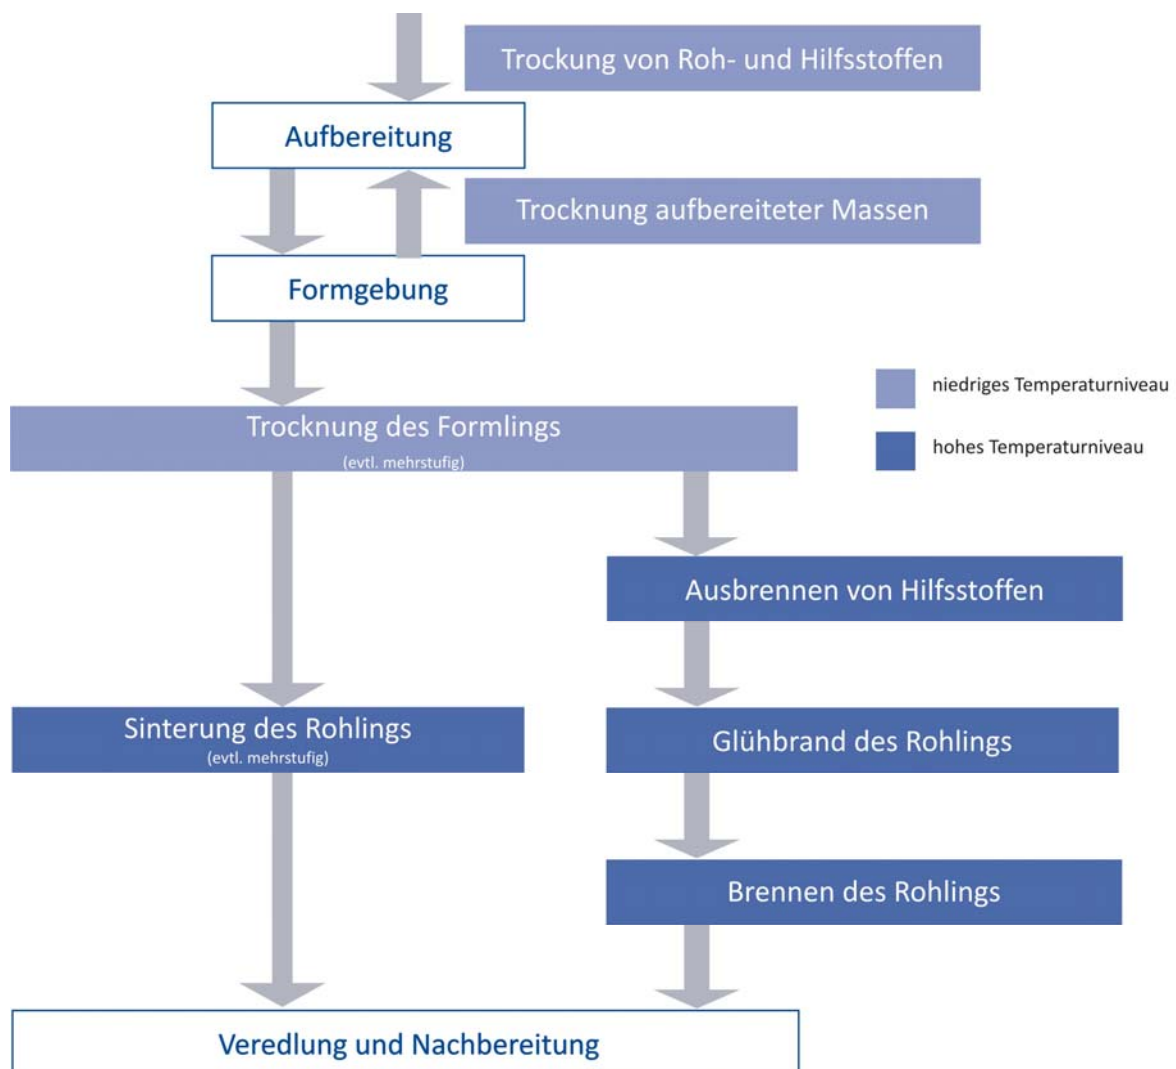 Trockung von Roh- und Hilfsstoffen
Aufbereitung
Trocknung aufbereiteter Massen
Formgebung
niedriges Temperaturniveau
Trocknung des Formlings
(evtl. mehrstufig)
hohes Temperaturniveau
Ausbrennen von Hilfsstoffen
Sinterung des Rohlings
(evtl. mehrstufig)
Glühbrand des Rohlings
Brennen des Rohlings
Veredlung und Nachbereitung